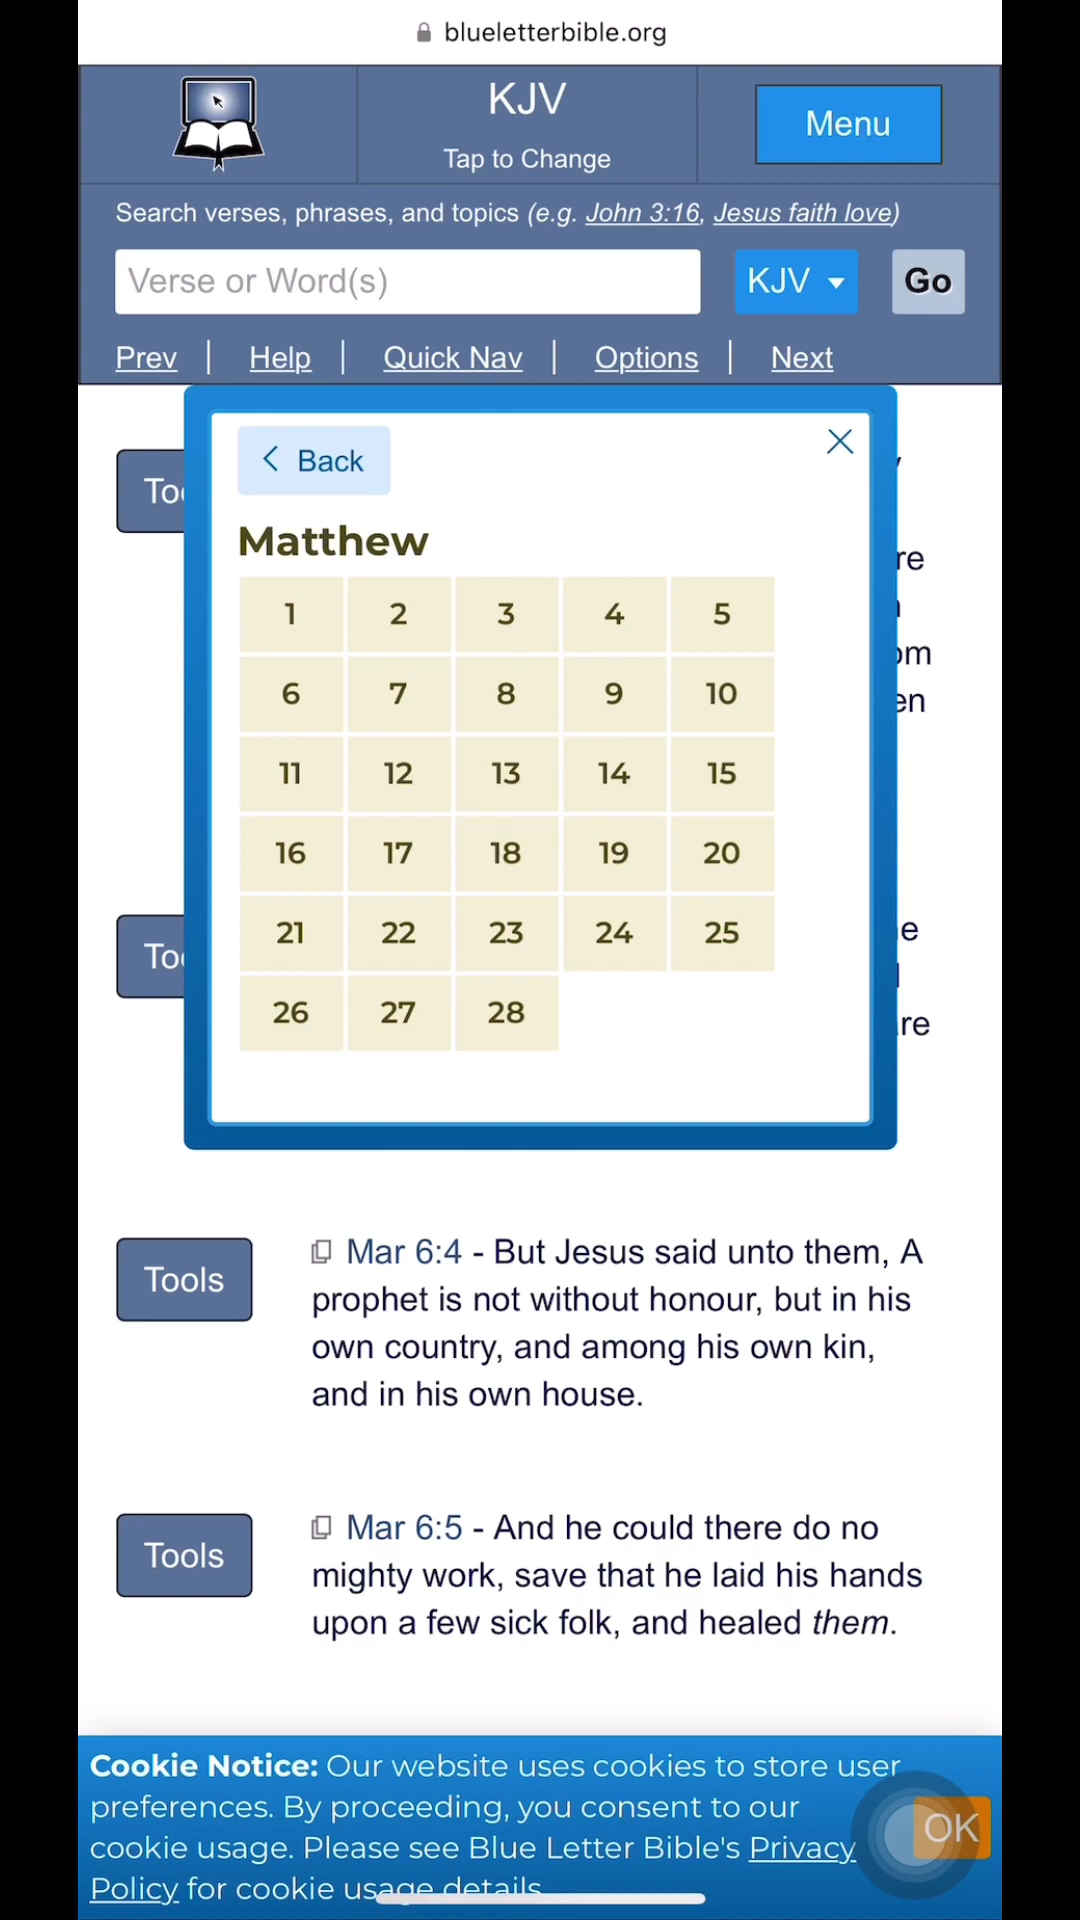 blueletterbible.org
KJV
Tap to Change
Menu
Search verses, phrases, and topics (e.g. John 3:16, Jesus faith love)
Verse or Word(s)
KJV
Go
Prev | Help | Quick Nav | Options | Next
Back
Matthew
1 2 3 4 5
6 7 8 9 10
11 12 13 14 15
16 17 18 19 20
21 22 23 24 25
26 27 28
Tools
Mar 6:4 - But Jesus said unto them, A
prophet is not without honour, but in his
own country, and among his own kin,
and in his own house.
Tools
Mar 6:5 - And he could there do no
mighty work, save that he laid his hands
upon a few sick folk, and healed them.
Cookie Notice: Our website uses cookies to store user
preferences. By proceeding, you consent to our
cookie usage. Please see Blue Letter Bible's Privacy
Policy for cookie usage details
OK